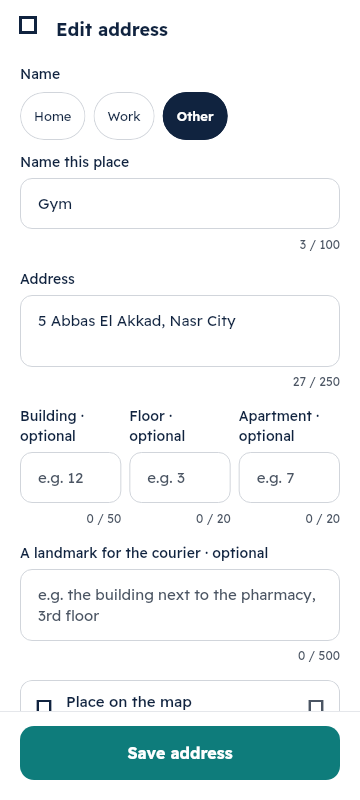 Edit address
Name
Home Work Other
Name this place
Gym
3 / 100
Address
5 Abbas El Akkad, Nasr City
27 / 250
Building · optional
Floor · optional
Apartment · optional
e.g. 12
e.g. 3
e.g. 7
0 / 50
0 / 20
0 / 20
A landmark for the courier · optional
e.g. the building next to the pharmacy,
3rd floor
0 / 500
Place on the map
Save address